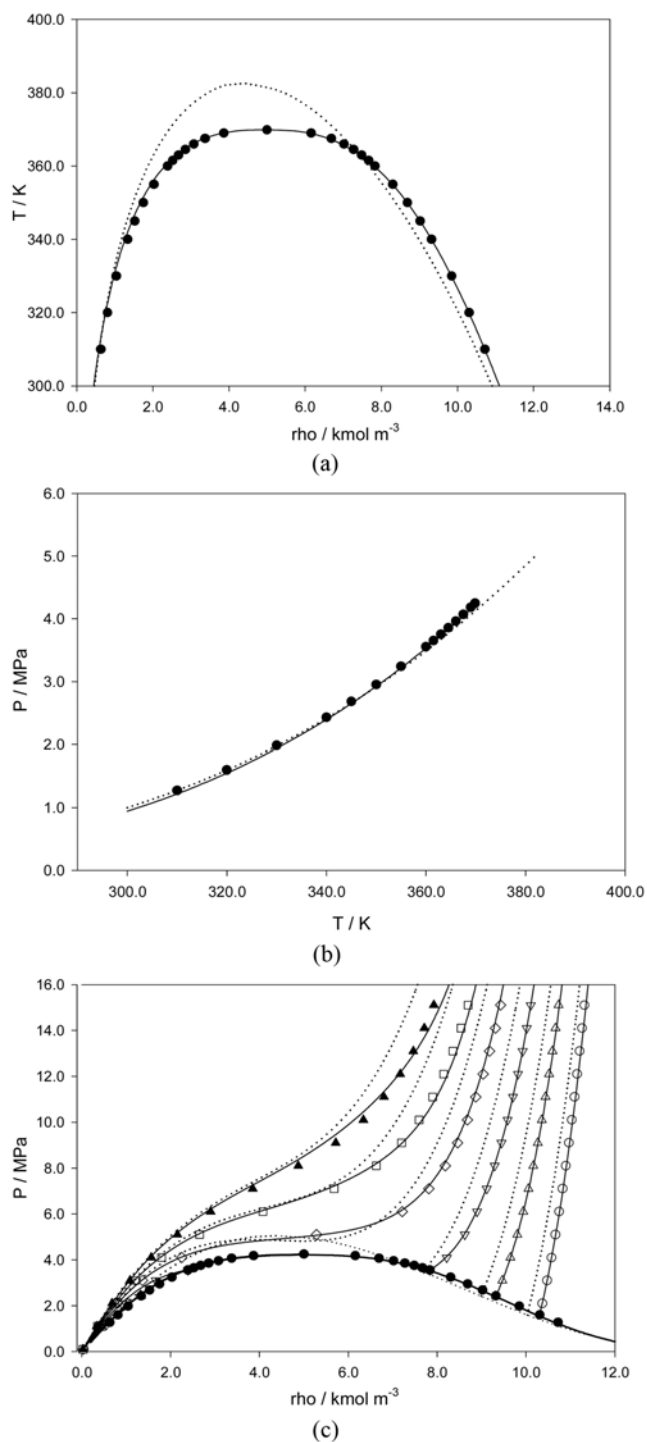 400.0
380.0
360.0
T / K
340.0
320.0
300.0
0.0 2.0 4.0 6.0 8.0 10.0 12.0 14.0
rho / kmol m⁻³
(a)
6.0
5.0
4.0
P / MPa
3.0
2.0
1.0
0.0
300.0 320.0 340.0 360.0 380.0 400.0
T / K
(b)
16.0
14.0
12.0
10.0
P / MPa
8.0
6.0
4.0
2.0
0.0
0.0 2.0 4.0 6.0 8.0 10.0 12.0
rho / kmol m⁻³
(c)